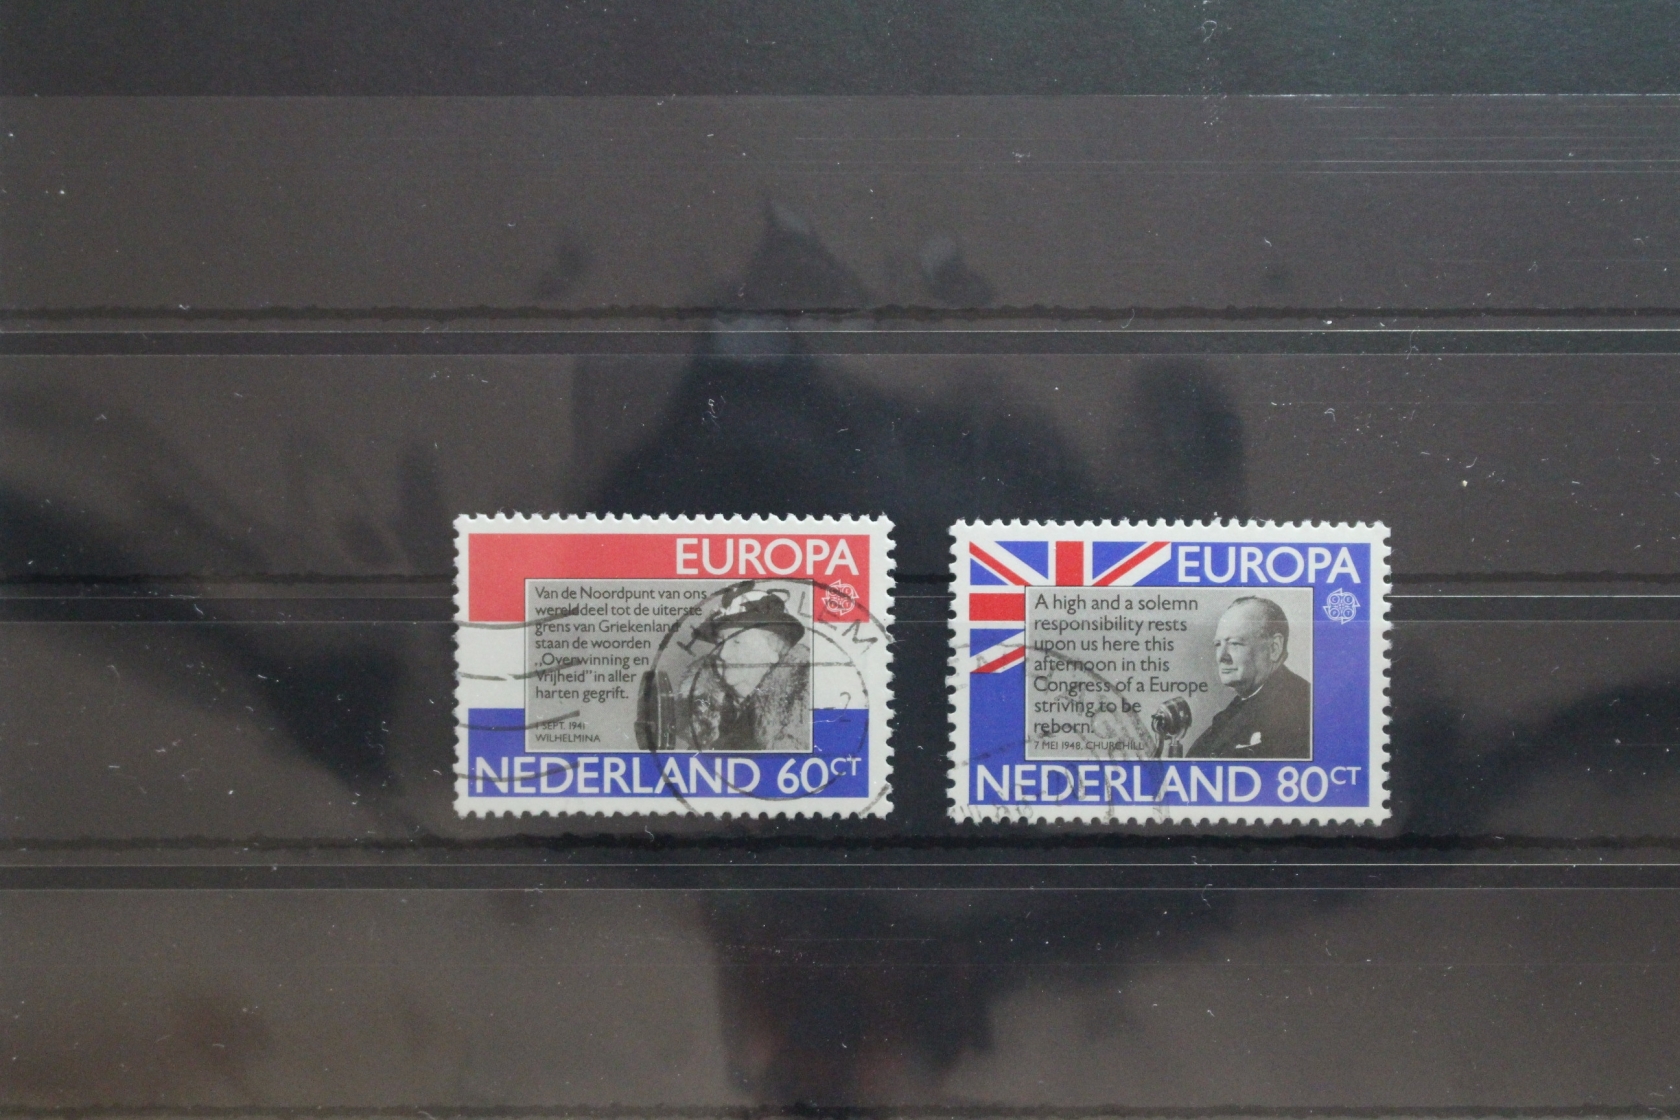 EUROPA
Van de Noordpunt van ons
werelddeel tot de uiterste
grens van Griekenland
staan de woorden
„Overwinning en
Vrijheid” in aller
harten gegrift.
1 SEPT. 1941
WILHELMINA
NEDERLAND 60CT
HAARLEM
EUROPA
A high and a solemn
responsibility rests
upon us here this
afternoon in this
Congress of a Europe
striving to be
reborn.
7 MEI 1948, CHURCHILL
NEDERLAND 80CT